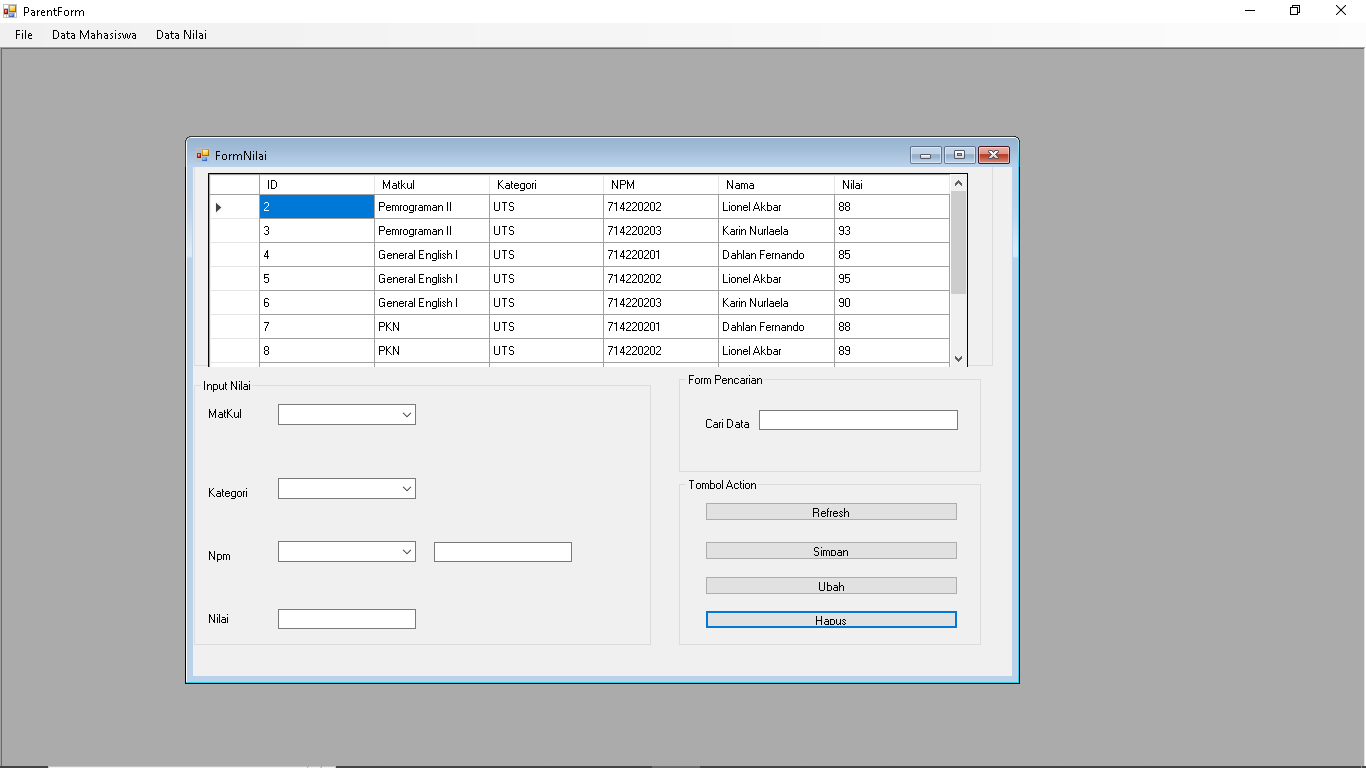 ParentForm
File Data Mahasiswa Data Nilai
FormNilai
ID Matkul Kategori NPM Nama Nilai
2 Pemrograman II UTS 714220202 Lionel Akbar 88
3 Pemrograman II UTS 714220203 Karin Nurlaela 93
4 General English I UTS 714220201 Dahlan Fernando 85
5 General English I UTS 714220202 Lionel Akbar 95
6 General English I UTS 714220203 Karin Nurlaela 90
7 PKN UTS 714220201 Dahlan Fernando 88
8 PKN UTS 714220202 Lionel Akbar 89
Input Nilai
MatKul
Kategori
Npm
Nilai
Form Pencarian
Cari Data
Tombol Action
Refresh
Simpan
Ubah
Hapus